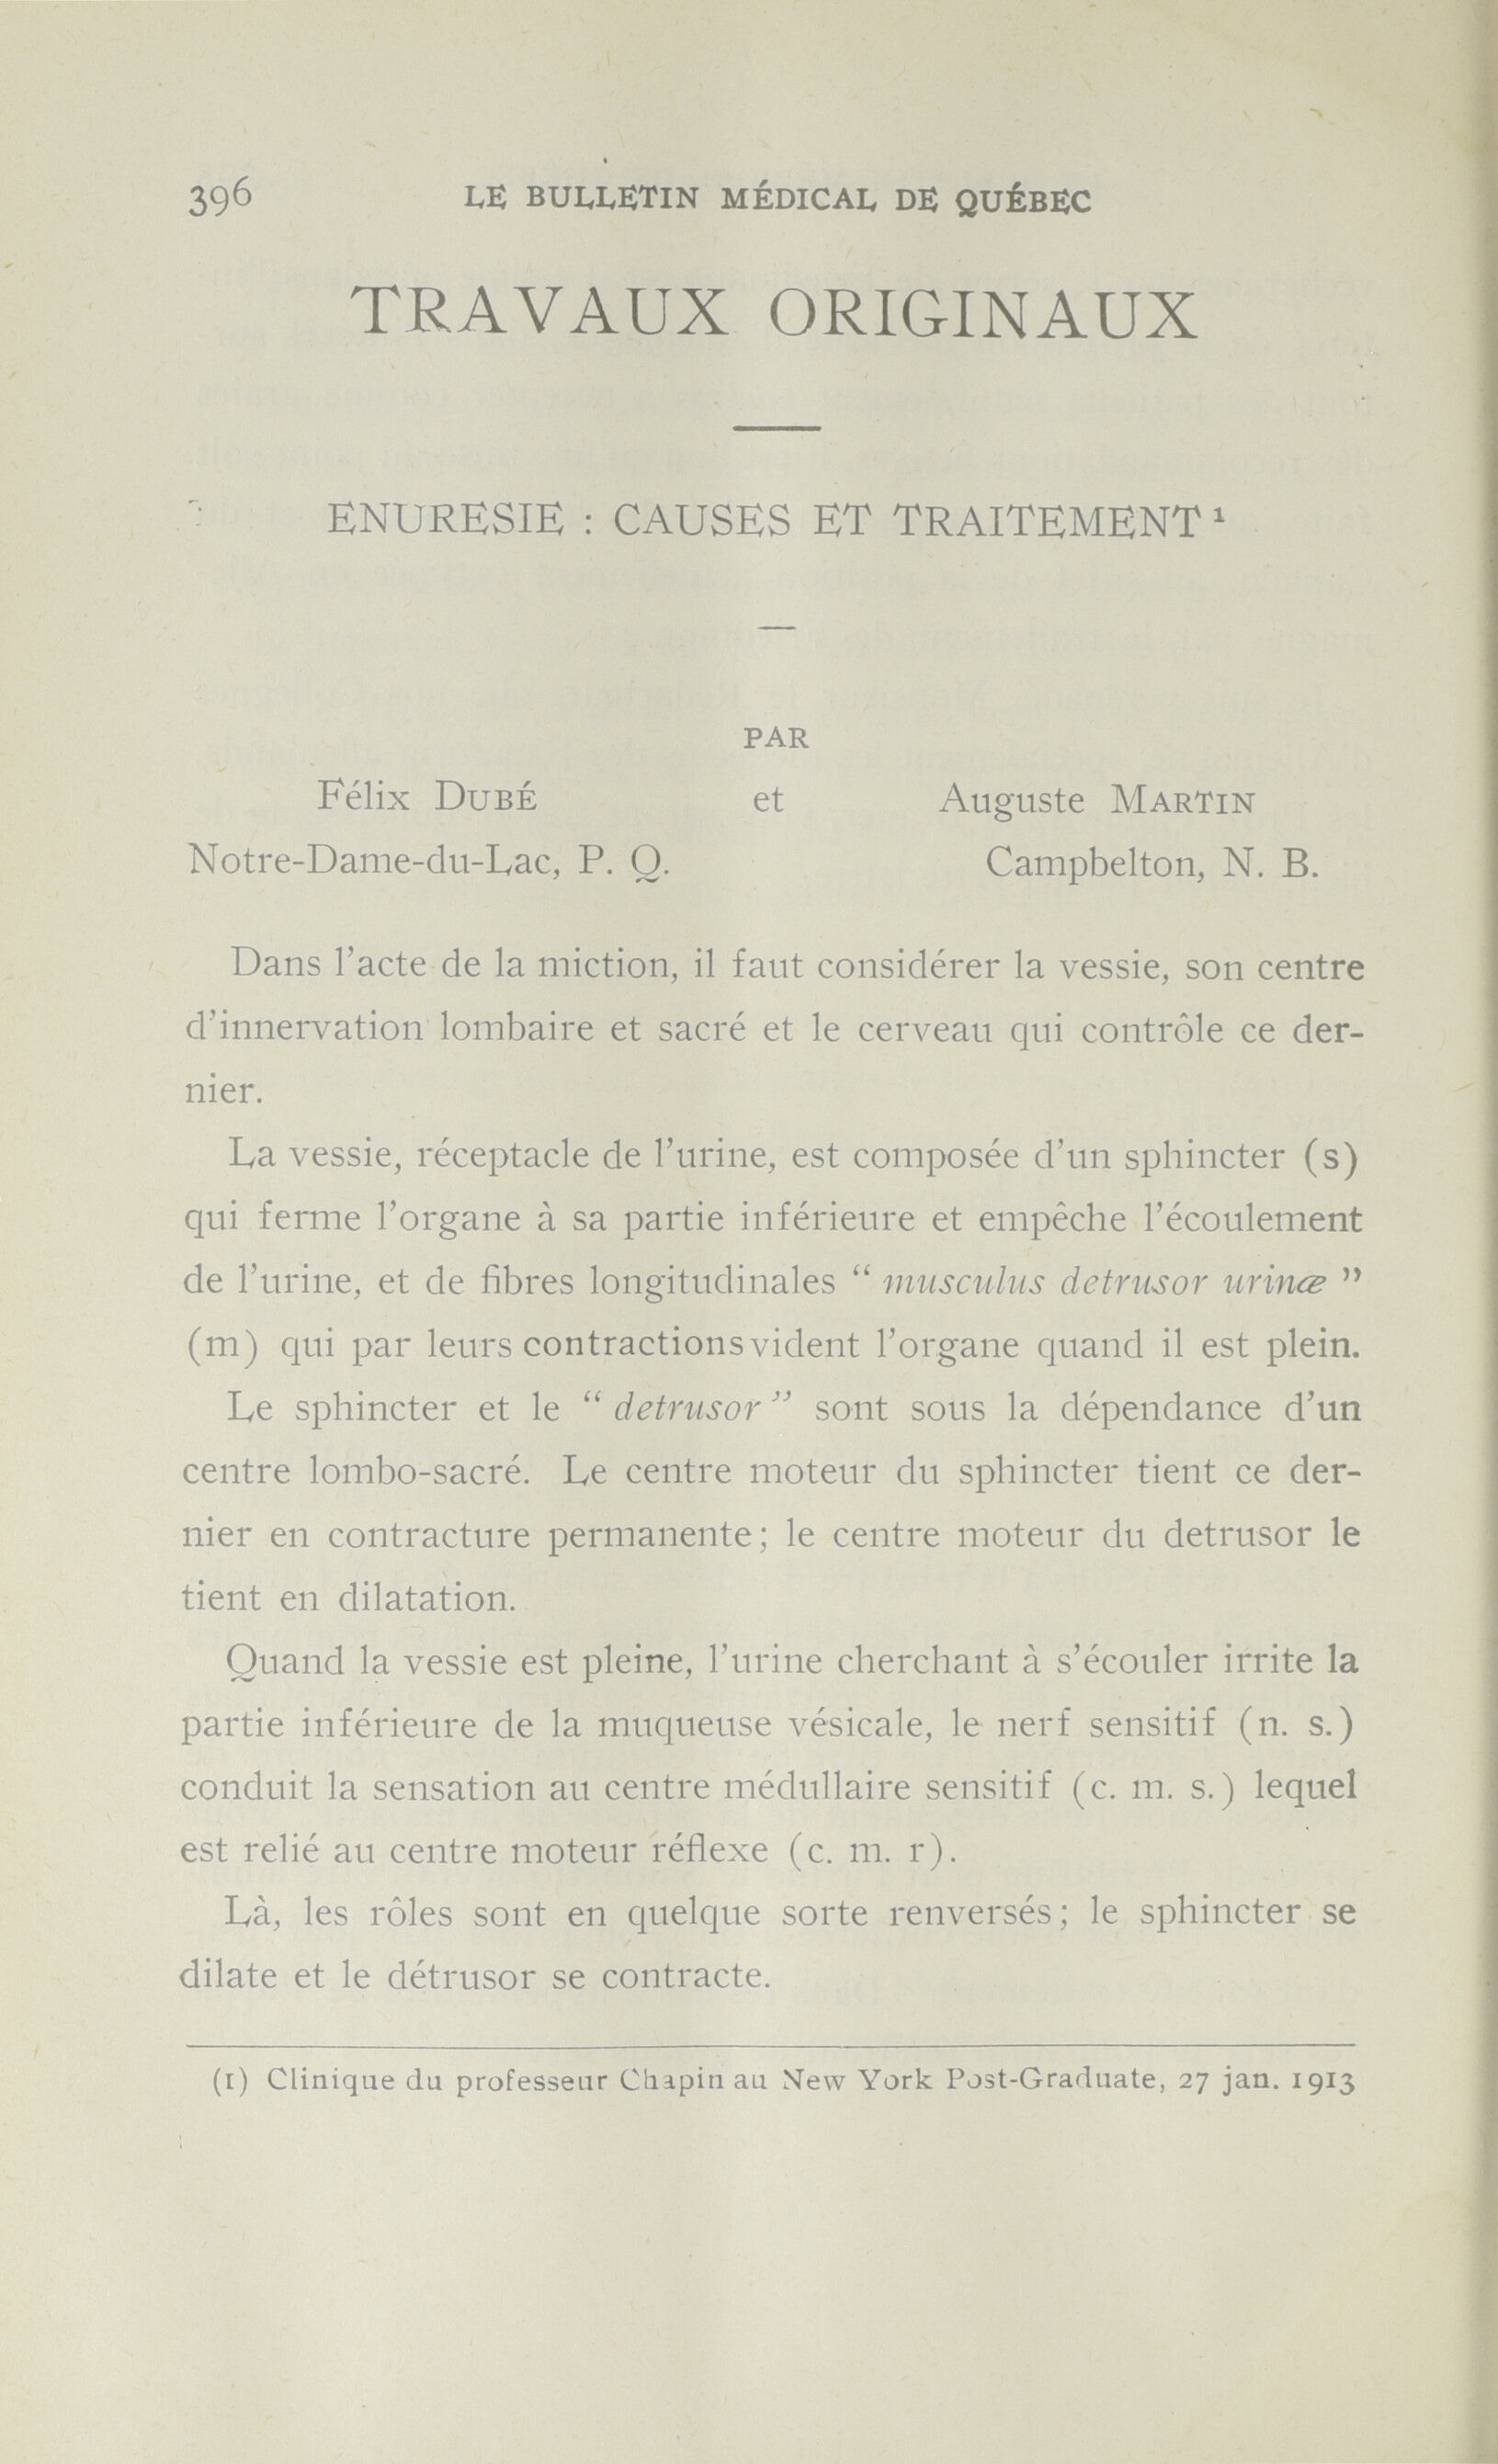 396 LE BULLETIN MÉDICAL DE QUÉBEC
TRAVAUX ORIGINAUX
ENURESIE : CAUSES ET TRAITEMENT ¹
PAR
Félix DUBÉ et Auguste MARTIN
Notre-Dame-du-Lac, P. Q. Campbelton, N. B.
Dans l'acte de la miction, il faut considérer la vessie, son centre
d'innervation lombaire et sacré et le cerveau qui contrôle ce der-
nier.
La vessie, réceptacle de l'urine, est composée d'un sphincter (s)
qui ferme l'organe à sa partie inférieure et empêche l'écoulement
de l'urine, et de fibres longitudinales “ musculus detrusor urinæ ”
(m) qui par leurs contractions vident l'organe quand il est plein.
Le sphincter et le “ detrusor ” sont sous la dépendance d'un
centre lombo-sacré. Le centre moteur du sphincter tient ce der-
nier en contracture permanente; le centre moteur du detrusor le
tient en dilatation.
Quand la vessie est pleine, l'urine cherchant à s'écouler irrite la
partie inférieure de la muqueuse vésicale, le nerf sensitif (n. s.)
conduit la sensation au centre médullaire sensitif (c. m. s.) lequel
est relié au centre moteur réflexe (c. m. r).
Là, les rôles sont en quelque sorte renversés; le sphincter se
dilate et le détrusor se contracte.
(1) Clinique du professeur Chapin au New York Post-Graduate, 27 jan. 1913